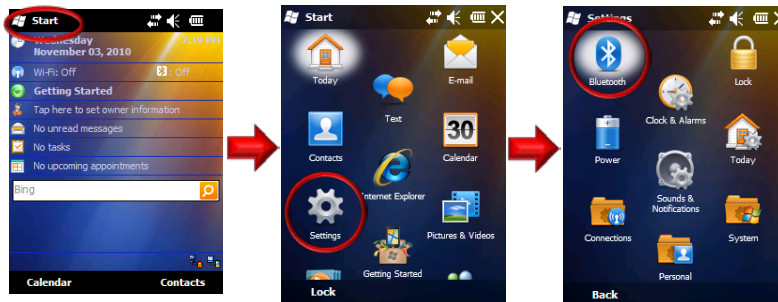 Start
Wednesday 7:39 PM
November 03, 2010
Wi-Fi: Off : Off
Getting Started
Tap here to set owner information
No unread messages
No tasks
No upcoming appointments
Bing
Calendar Contacts
Start
Today
E-mail
Text
Contacts
30
Calendar
Internet Explorer
Settings
Pictures & Videos
Getting Started
Lock
Settings
Bluetooth
Lock
Clock & Alarms
Power
Today
Sounds &
Notifications
Connections
System
Personal
Back